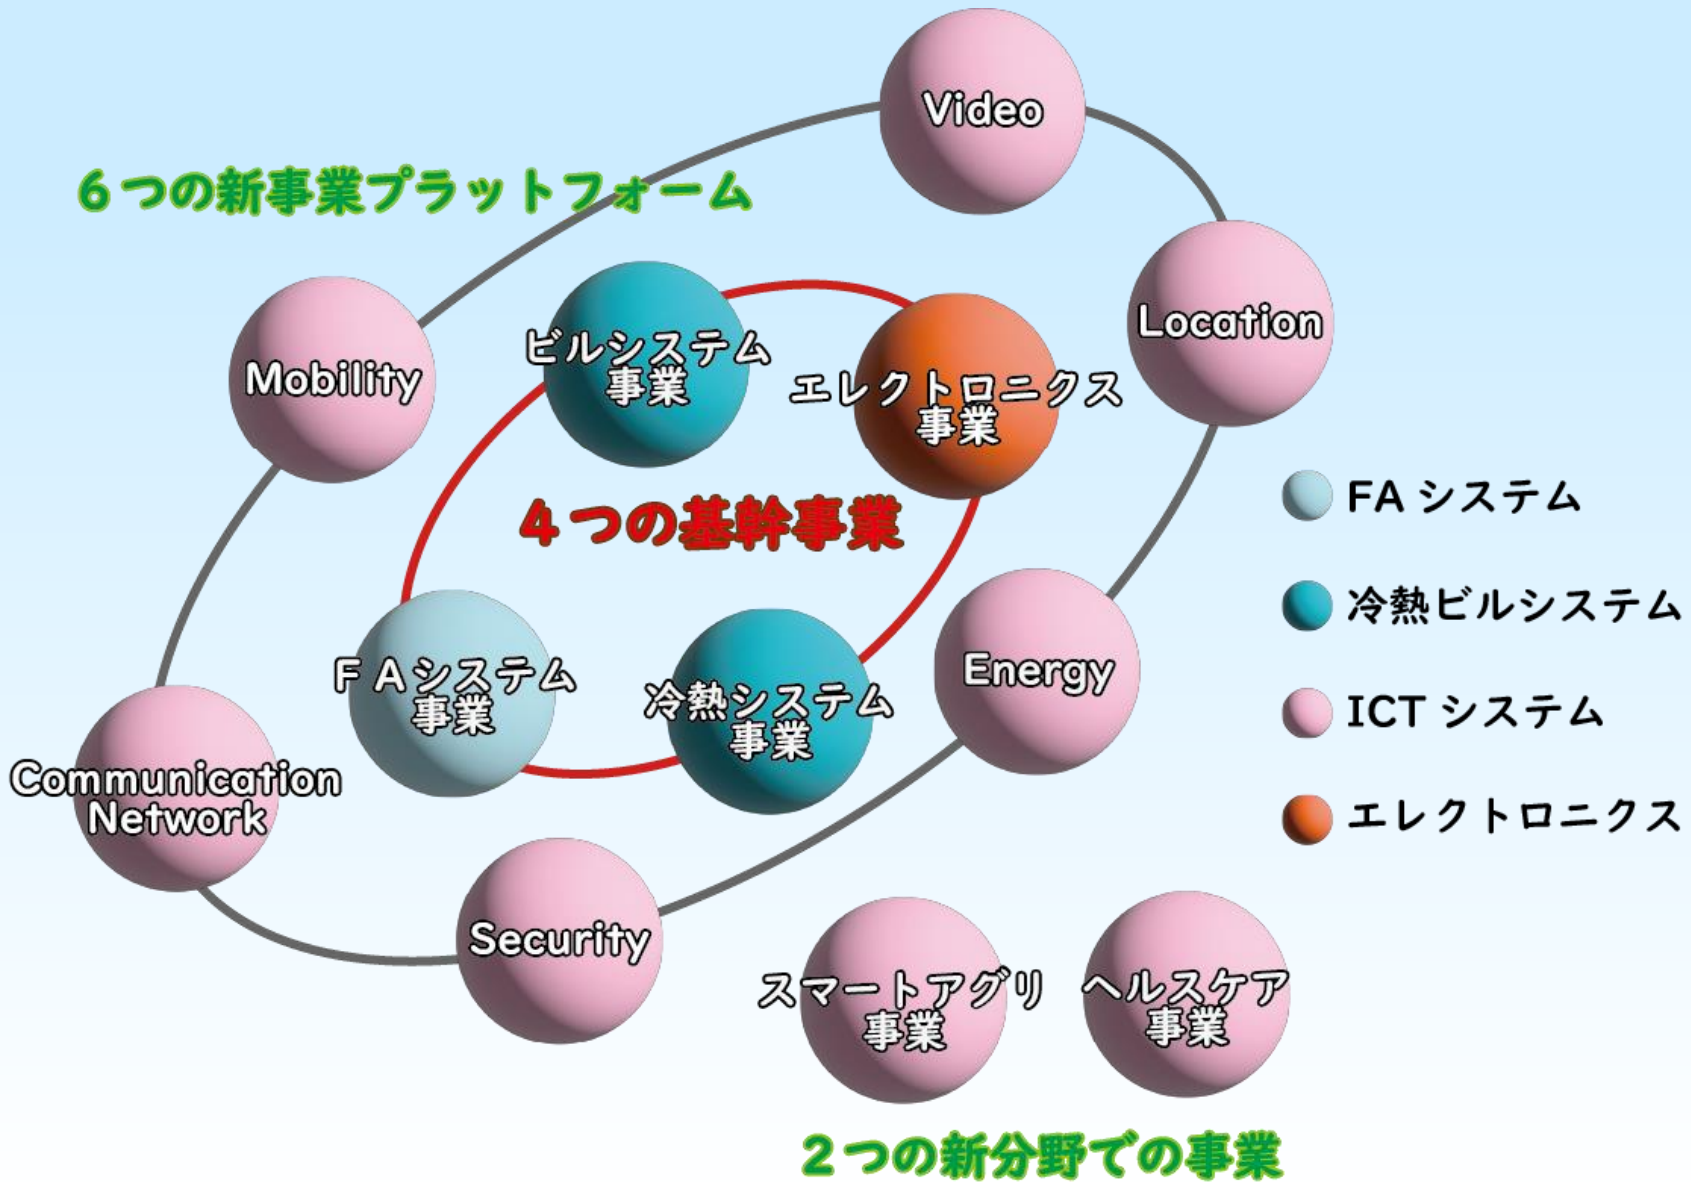 Video
6つの新事業プラットフォーム
Location
Mobility
ビルシステム
事業
エレクトロニクス
事業
4つの基幹事業
FAシステム
冷熱ビルシステム
ICTシステム
エレクトロニクス
Energy
FAシステム
事業
冷熱システム
事業
Communication
Network
Security
スマートアグリ
事業
ヘルスケア
事業
2つの新分野での事業